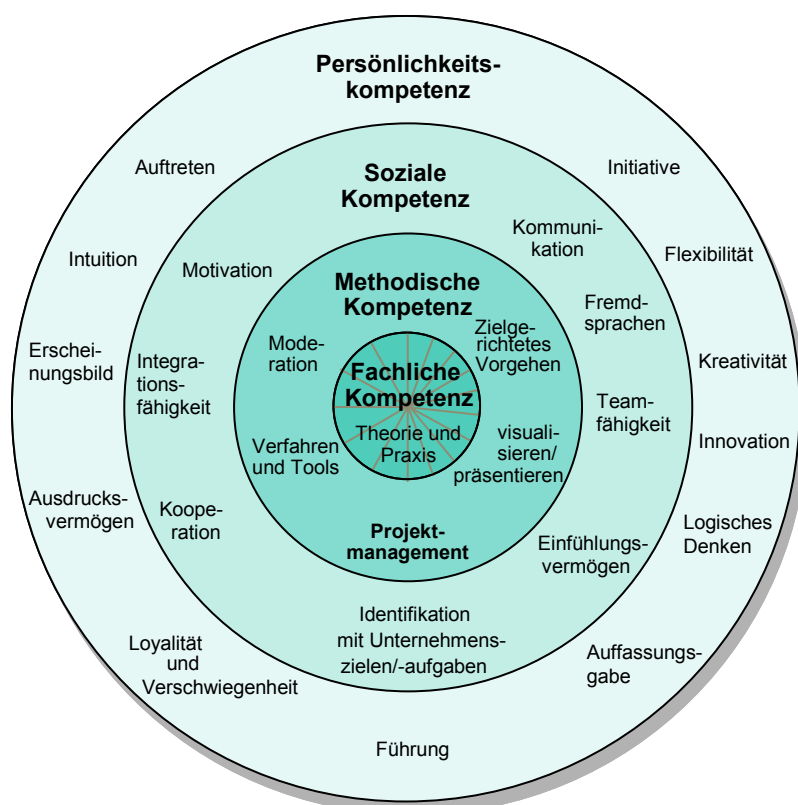 Persönlichkeits-
kompetenz
Auftreten
Initiative
Soziale
Kompetenz
Kommuni-
kation
Intuition
Motivation
Flexibilität
Methodische
Kompetenz
Fremd-
sprachen
Mode-
ration
Zielge-
richtetes
Vorgehen
Erschei-
nungsbild
Integra-
tions-
fähigkeit
Fachliche
Kompetenz
Kreativität
Team-
fähigkeit
Theorie und
Praxis
Verfahren
und Tools
visuali-
sieren/
präsentieren
Innovation
Ausdrucks-
vermögen
Koope-
ration
Projekt-
management
Einfühlungs-
vermögen
Logisches
Denken
Identifikation
mit Unternehmens-
zielen/-aufgaben
Loyalität
und
Verschwiegenheit
Auffassungs-
gabe
Führung